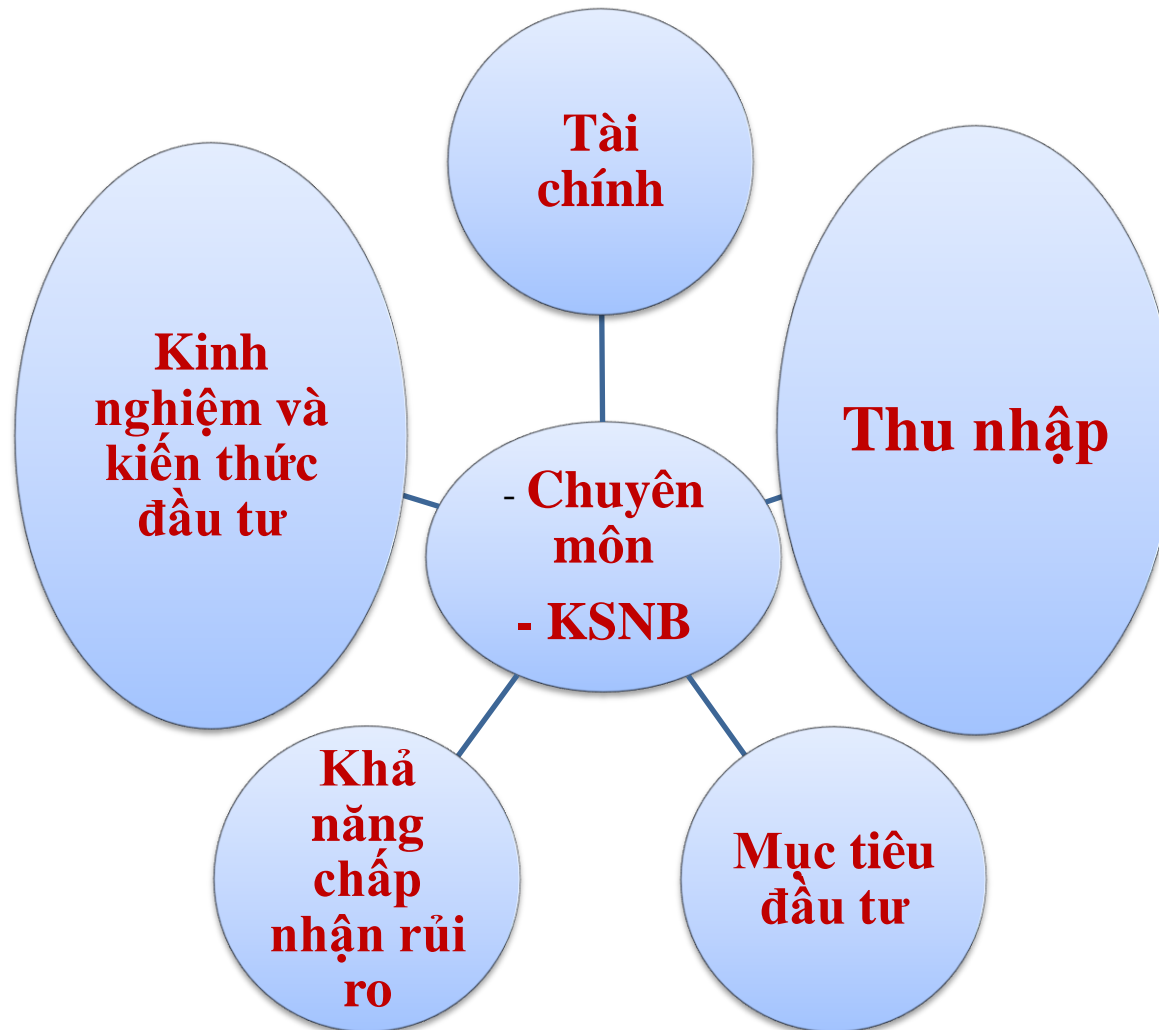 Tài
chính
Kinh
nghiệm và
kiến thức
đầu tư
Thu nhập
- Chuyên
môn
- KSNB
Khả
năng
chấp
nhận rủi
ro
Mục tiêu
đầu tư